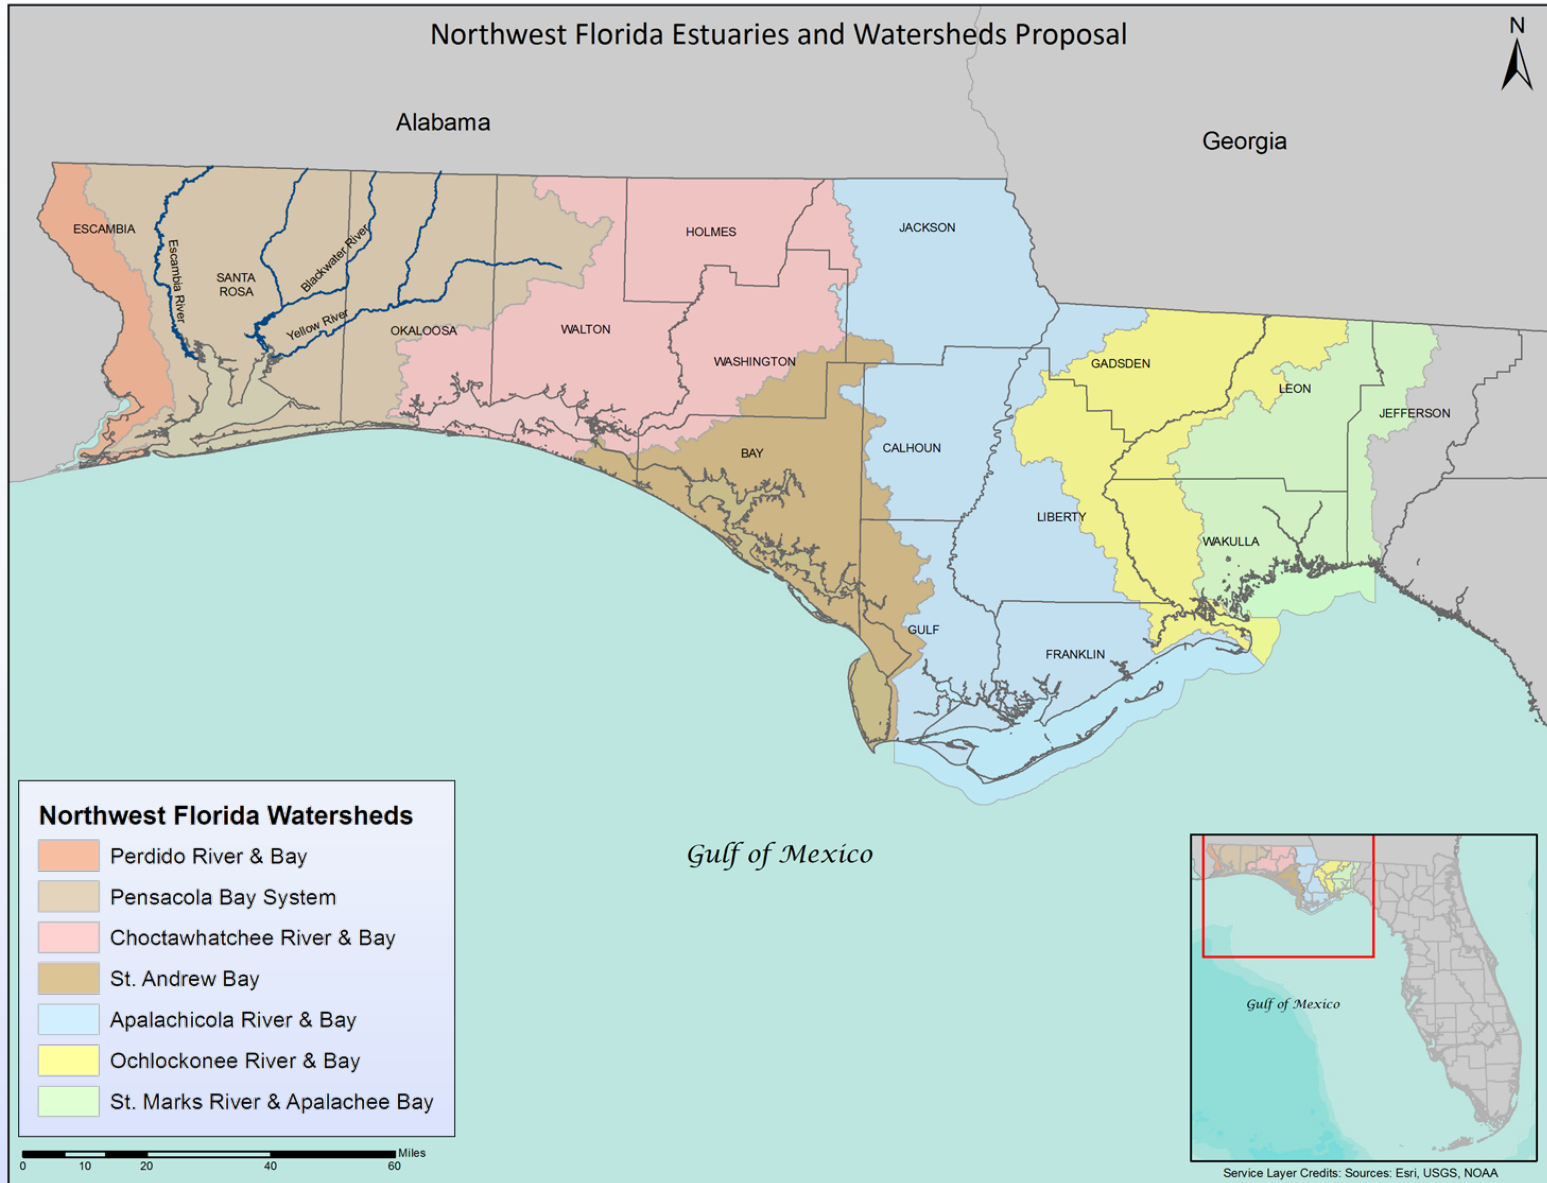 Northwest Florida Estuaries and Watersheds Proposal
N
Alabama
Georgia
ESCAMBIA
Escambia River
SANTA
ROSA
Blackwater River
Yellow River
OKALOOSA
WALTON
HOLMES
WASHINGTON
JACKSON
BAY
CALHOUN
GULF
LIBERTY
FRANKLIN
GADSDEN
LEON
JEFFERSON
WAKULLA
Gulf of Mexico
Northwest Florida Watersheds
Perdido River & Bay
Pensacola Bay System
Choctawhatchee River & Bay
St. Andrew Bay
Apalachicola River & Bay
Ochlockonee River & Bay
St. Marks River & Apalachee Bay
Miles
0 10 20 40 60
Gulf of Mexico
Service Layer Credits: Sources: Esri, USGS, NOAA